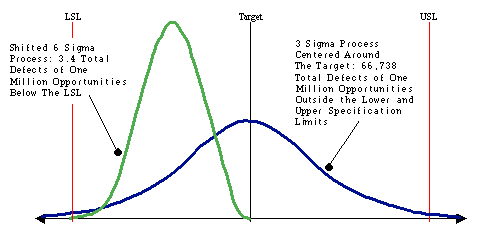 LSL Target USL
Shifted 6 Sigma
Process: 3.4 Total
Defects of One
Million Opportunities
Below The LSL
3 Sigma Process
Centered Around
The Target: 66,738
Total Defects of One
Million Opportunities
Outside the Lower and
Upper Specification
Limits